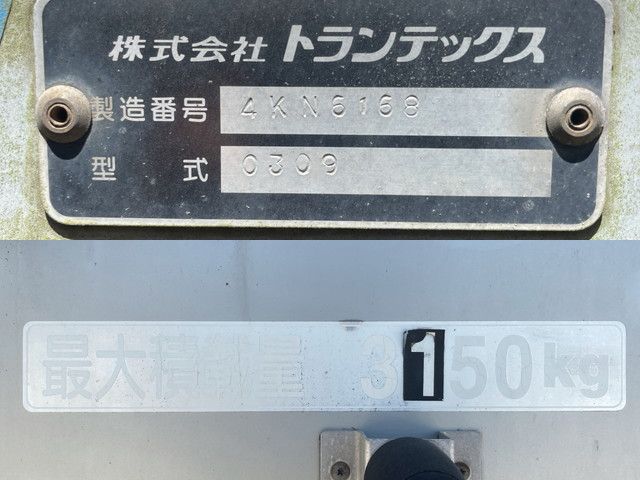 株式会社 トランテックス
製造番号 4KN6168
型式 0309
最大積載量 3150kg